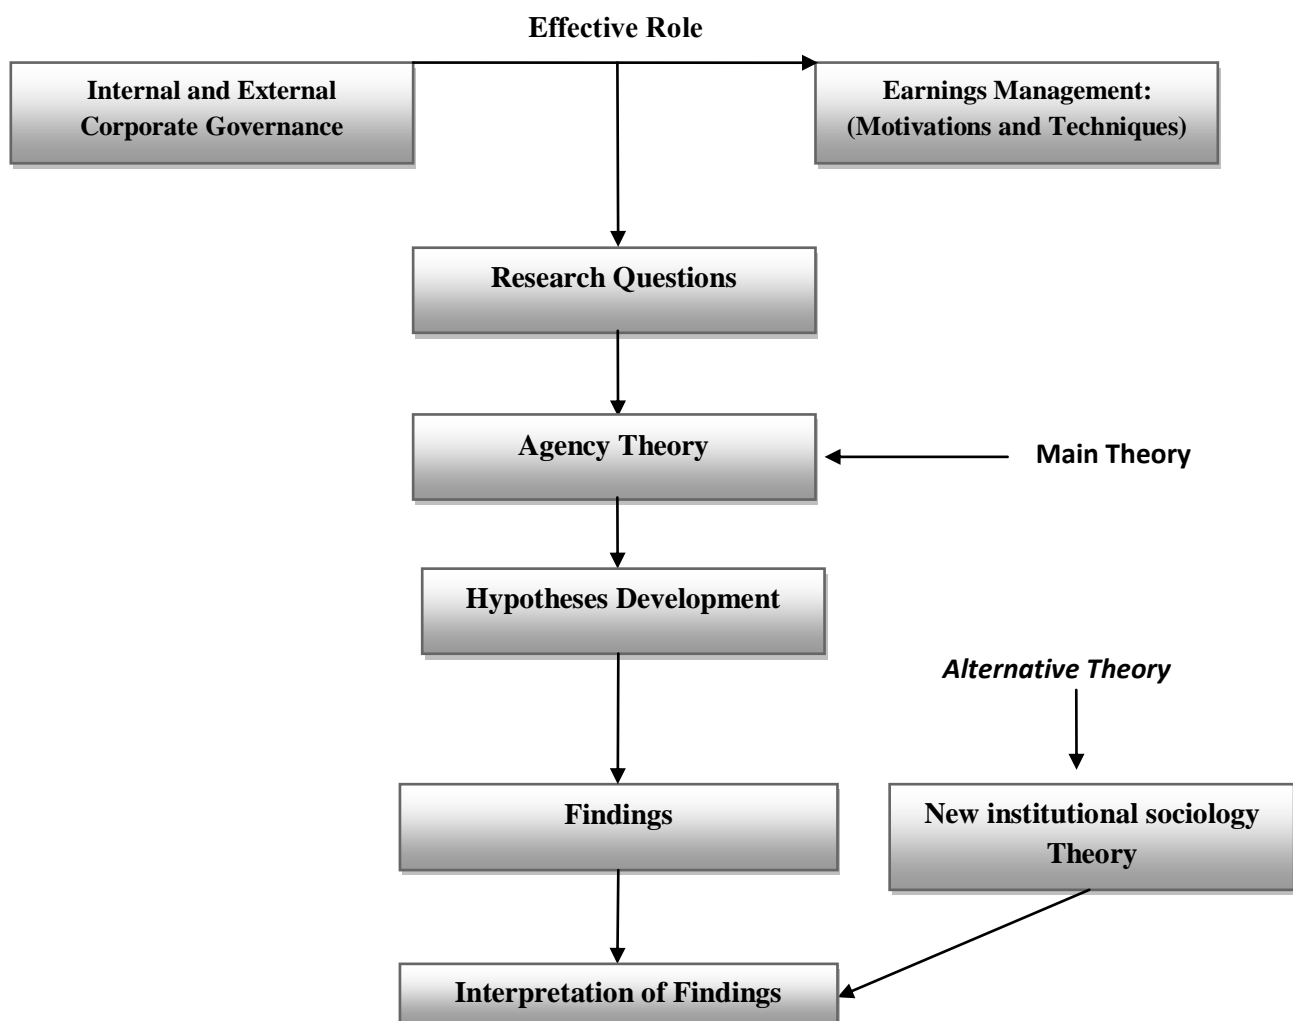 Effective Role
Internal and External
Corporate Governance
Earnings Management:
(Motivations and Techniques)
Research Questions
Agency Theory
Main Theory
Hypotheses Development
Alternative Theory
Findings
New institutional sociology
Theory
Interpretation of Findings